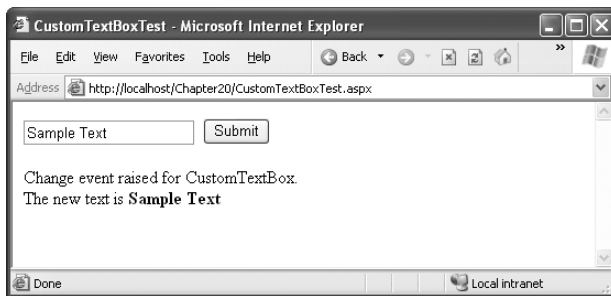 CustomTextBoxTest - Microsoft Internet Explorer
File Edit View Favorites Tools Help Back »
Address http://localhost/Chapter20/CustomTextBoxTest.aspx
Sample Text Submit
Change event raised for CustomTextBox.
The new text is Sample Text
Done Local intranet